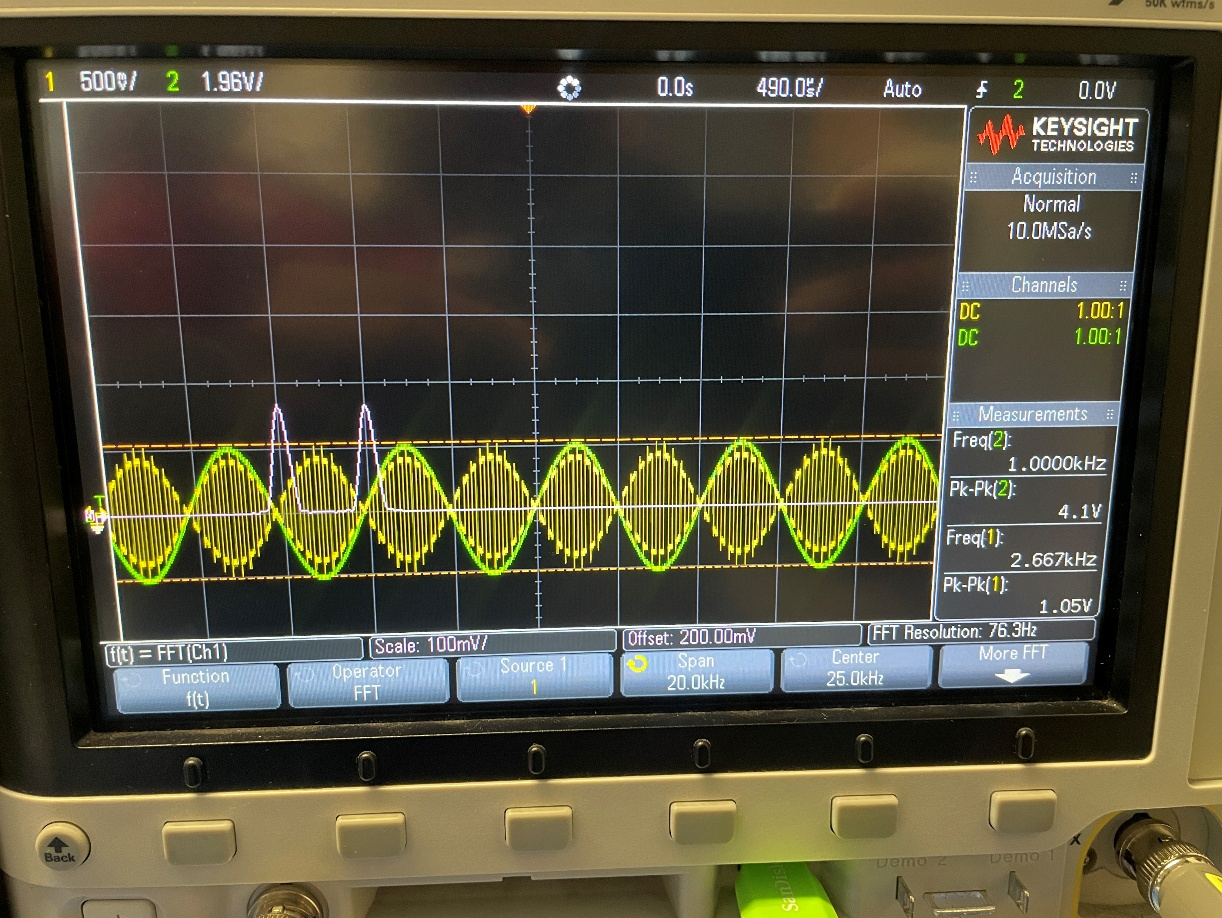 50K wfms/s
1 500mV/ 2 1.96V/ 0.0s 490.0us/ Auto 2 0.0V
KEYSIGHT
TECHNOLOGIES
Acquisition
Normal
10.0MSa/s
Channels
DC 1.00:1
DC 1.00:1
Measurements
Freq(2):
1.0000kHz
Pk-Pk(2):
4.1V
Freq(1):
2.667kHz
Pk-Pk(1):
1.05V
T
f(t) = FFT(Ch1) Scale: 100mV/ Offset: 200.00mV FFT Resolution: 76.3Hz
Function Operator Source 1 Span Center More FFT
f(t) FFT 1 20.0kHz 25.0kHz
Back
Demo 2 Demo 1
SanDisk